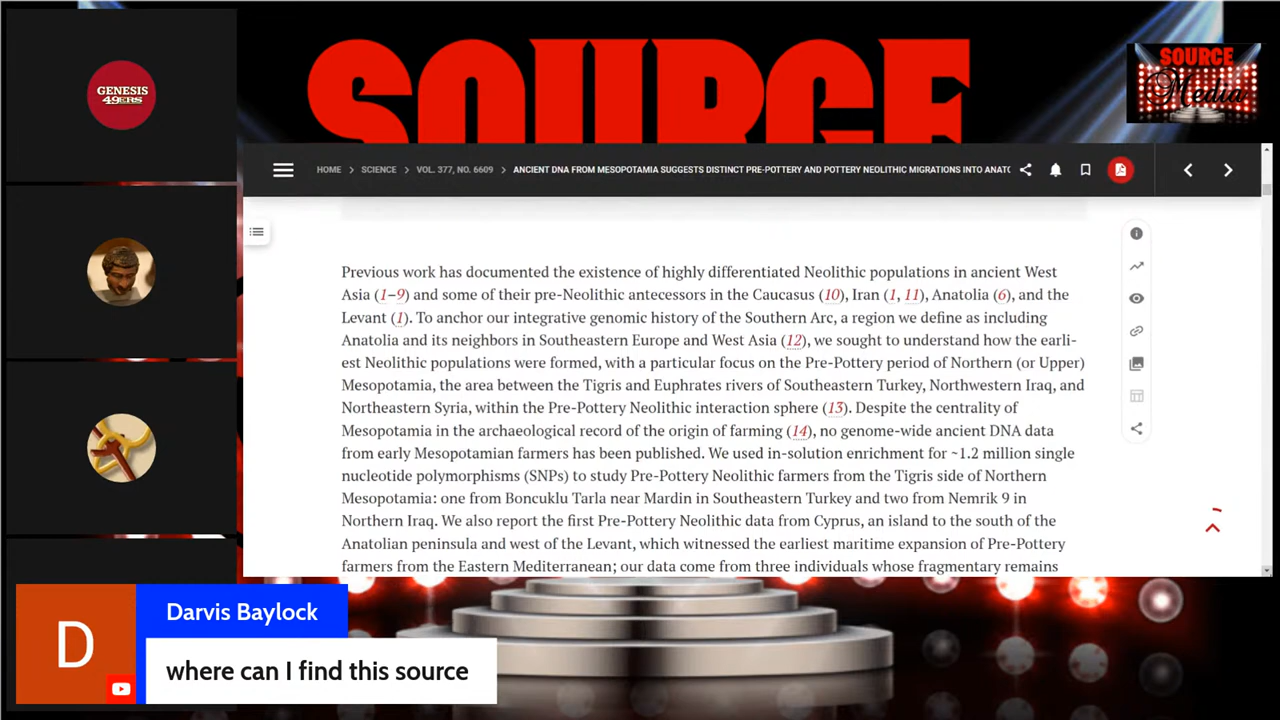 SOURCE
SOURCE
Media
GENESIS
49ERS
HOME > SCIENCE > VOL. 377, NO. 6609 > ANCIENT DNA FROM MESOPOTAMIA SUGGESTS DISTINCT PRE-POTTERY AND POTTERY NEOLITHIC MIGRATIONS INTO ANATO
Previous work has documented the existence of highly differentiated Neolithic populations in ancient West
Asia (1–9) and some of their pre-Neolithic antecessors in the Caucasus (10), Iran (1, 11), Anatolia (6), and the
Levant (1). To anchor our integrative genomic history of the Southern Arc, a region we define as including
Anatolia and its neighbors in Southeastern Europe and West Asia (12), we sought to understand how the earli-
est Neolithic populations were formed, with a particular focus on the Pre-Pottery period of Northern (or Upper)
Mesopotamia, the area between the Tigris and Euphrates rivers of Southeastern Turkey, Northwestern Iraq, and
Northeastern Syria, within the Pre-Pottery Neolithic interaction sphere (13). Despite the centrality of
Mesopotamia in the archaeological record of the origin of farming (14), no genome-wide ancient DNA data
from early Mesopotamian farmers has been published. We used in-solution enrichment for ~1.2 million single
nucleotide polymorphisms (SNPs) to study Pre-Pottery Neolithic farmers from the Tigris side of Northern
Mesopotamia: one from Boncuklu Tarla near Mardin in Southeastern Turkey and two from Nemrik 9 in
Northern Iraq. We also report the first Pre-Pottery Neolithic data from Cyprus, an island to the south of the
Anatolian peninsula and west of the Levant, which witnessed the earliest maritime expansion of Pre-Pottery
farmers from the Eastern Mediterranean; our data come from three individuals whose fragmentary remains
D
Darvis Baylock
where can I find this source